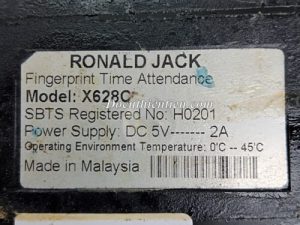 RONALD JACK
Fingerprint Time Attendance
Model: X628C
SBTS Registered No: H0201
Power Supply: DC 5V------- 2A
Operating Environment Temperature: 0'C -- 45'C
Made in Malaysia